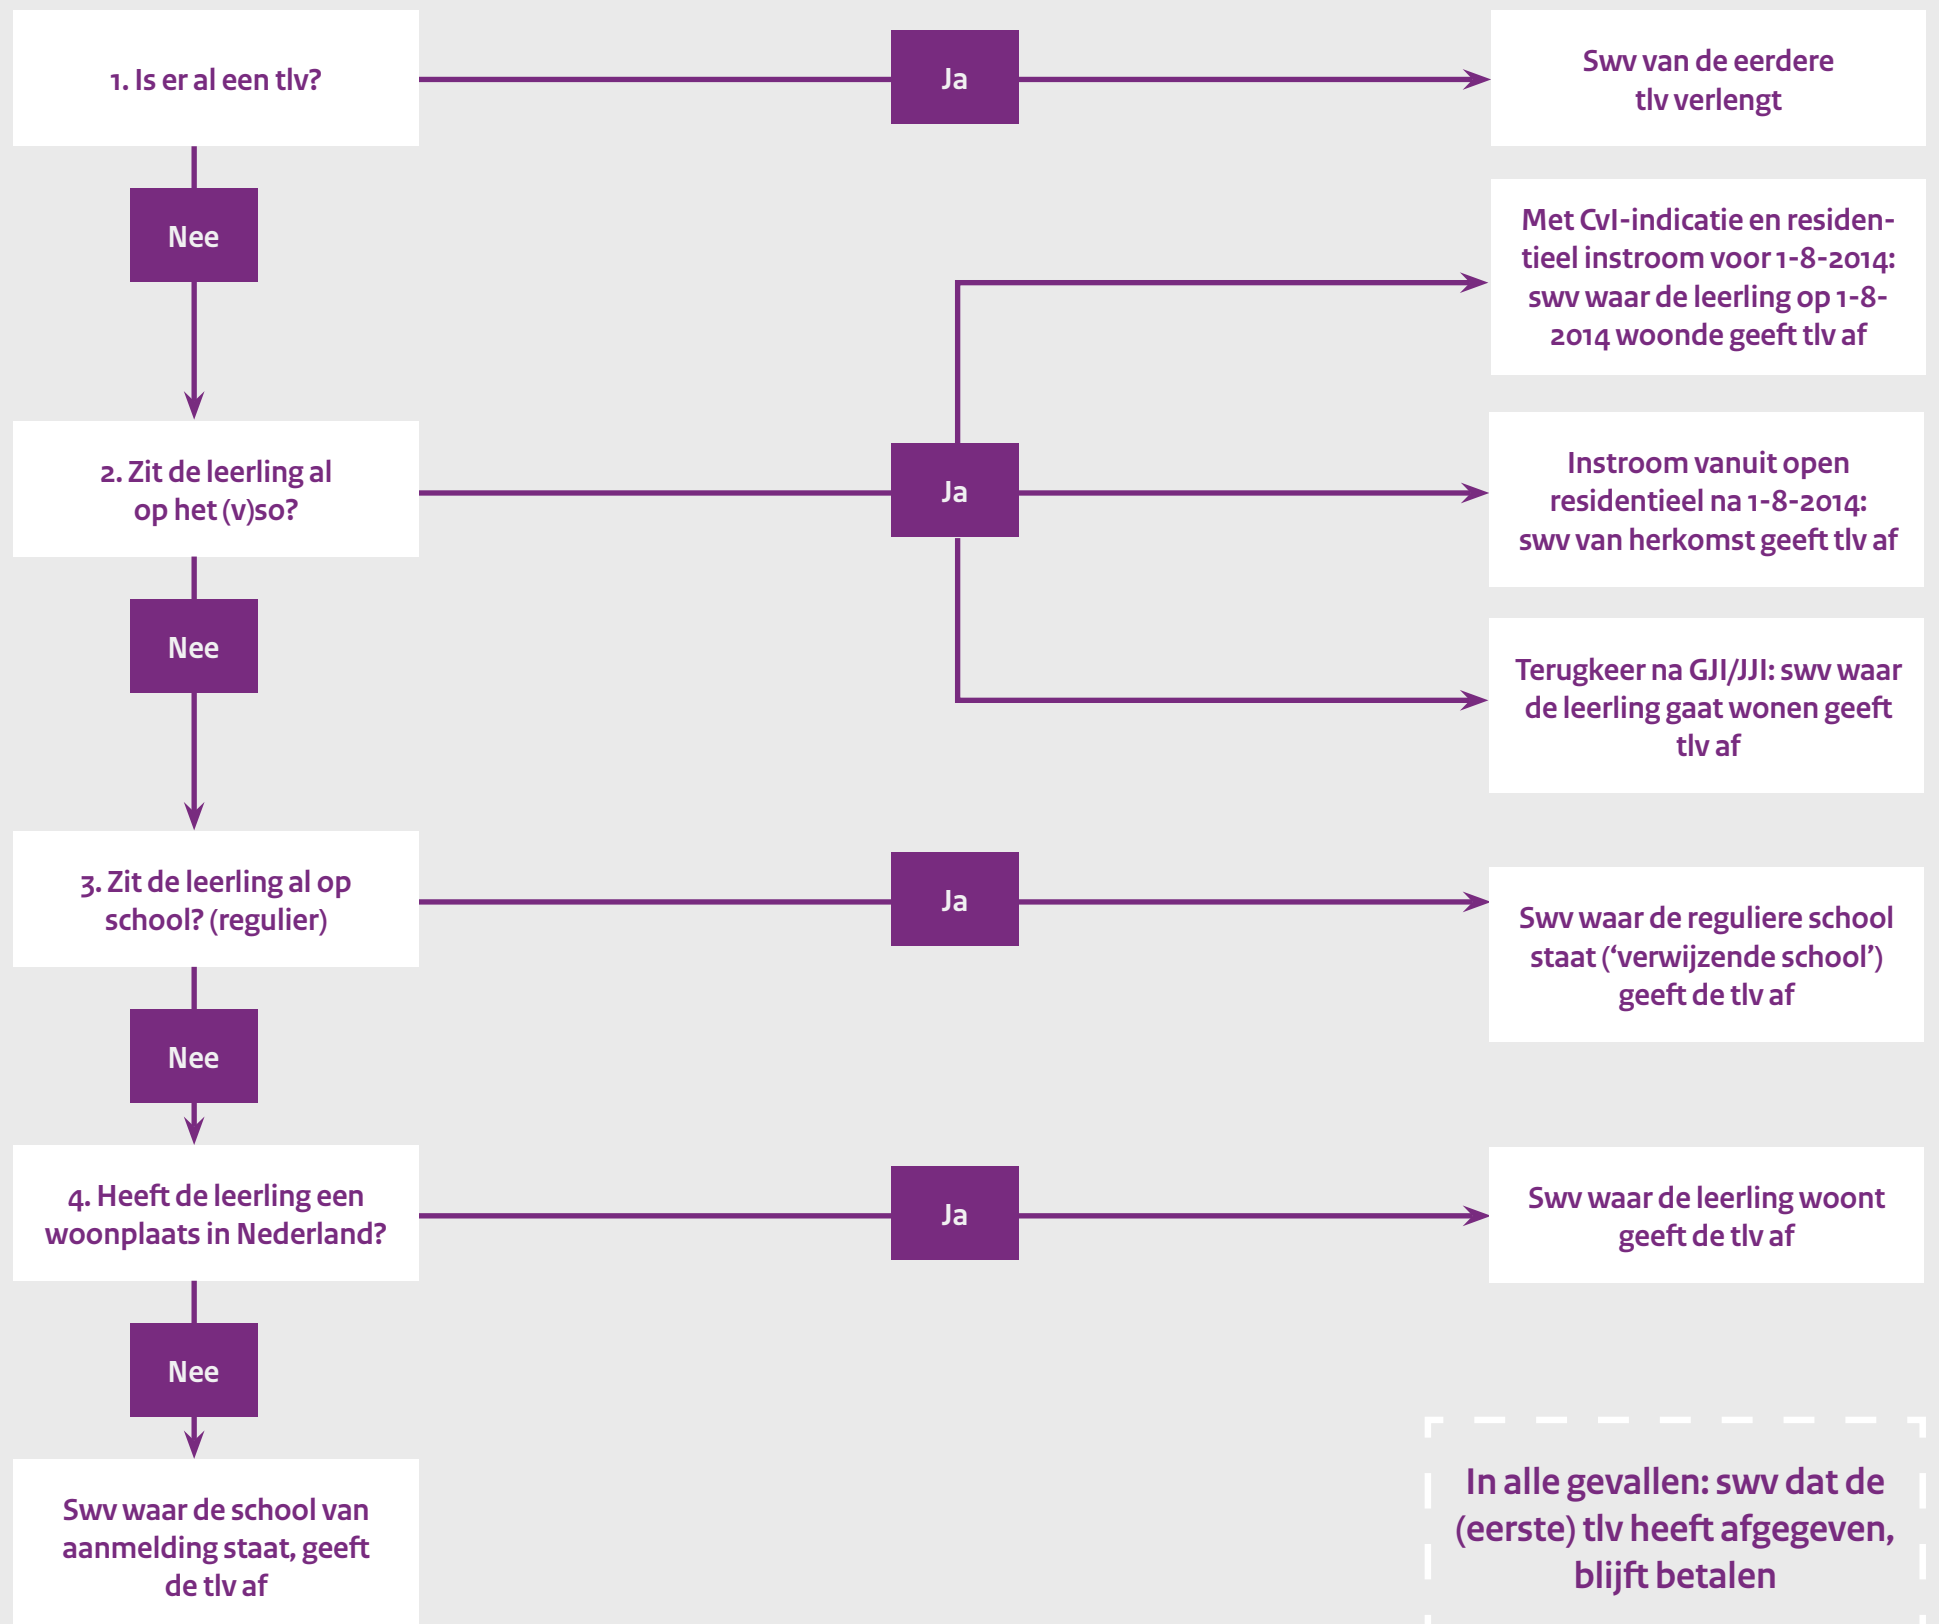 1. Is er al een tlv?
Ja
Swv van de eerdere
tlv verlengt
Nee
Met CvI-indicatie en residen-
tieel instroom voor 1-8-2014:
swv waar de leerling op 1-8-
2014 woonde geeft tlv af
2. Zit de leerling al
op het (v)so?
Ja
Instroom vanuit open
residentieel na 1-8-2014:
swv van herkomst geeft tlv af
Nee
Terugkeer na GJI/JJI: swv waar
de leerling gaat wonen geeft
tlv af
3. Zit de leerling al op
school? (regulier)
Ja
Swv waar de reguliere school
staat (‘verwijzende school’)
geeft de tlv af
Nee
4. Heeft de leerling een
woonplaats in Nederland?
Ja
Swv waar de leerling woont
geeft de tlv af
Nee
Swv waar de school van
aanmelding staat, geeft
de tlv af
In alle gevallen: swv dat de
(eerste) tlv heeft afgegeven,
blijft betalen